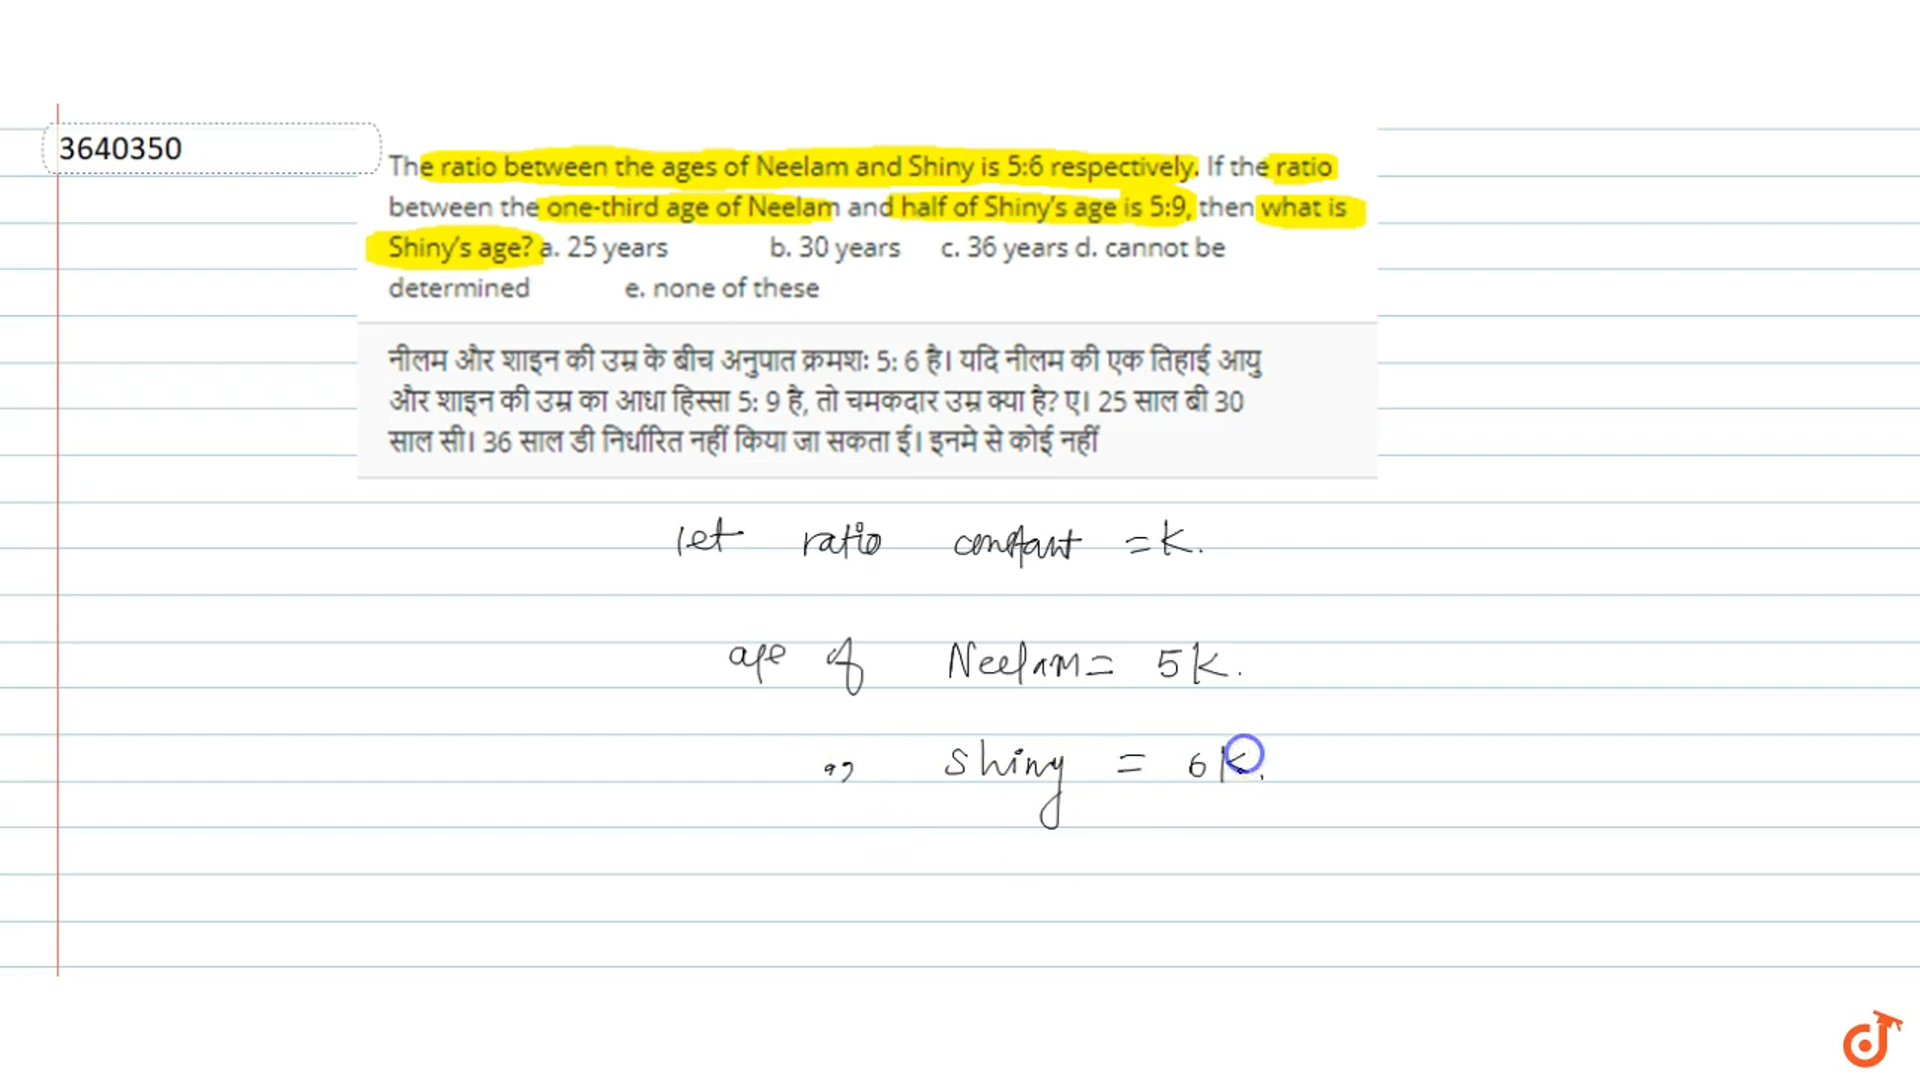 3640350
The ratio between the ages of Neelam and Shiny is 5:6 respectively. If the ratio
between the one-third age of Neelam and half of Shiny's age is 5:9, then what is
Shiny's age? a. 25 years b. 30 years c. 36 years d. cannot be
determined e. none of these
नीलम और शाइन की उम्र के बीच अनुपात क्रमशः 5: 6 है। यदि नीलम की एक तिहाई आयु
और शाइन की उम्र का आधा हिस्सा 5: 9 है, तो चमकदार उम्र क्या है? ए। 25 साल बी 30
साल सी। 36 साल डी निर्धारित नहीं किया जा सकता ई। इनमे से कोई नहीं
let ratio constant = K.
age of Neelam = 5K.
" Shiny = 6K.